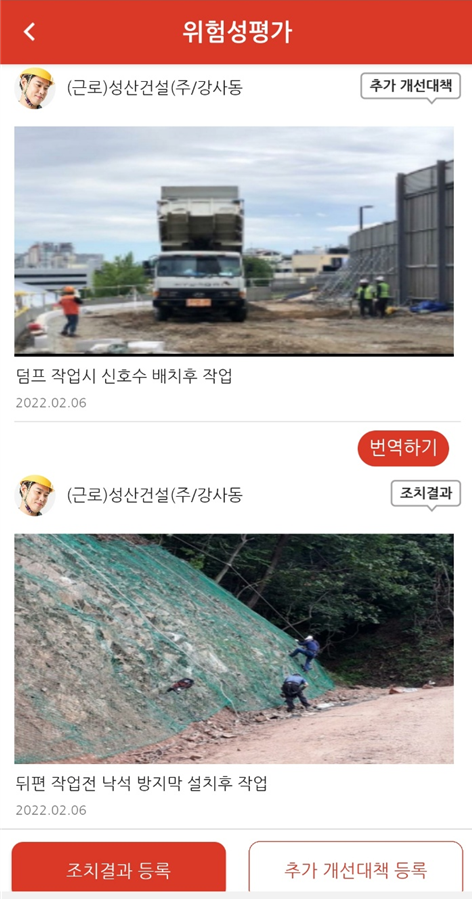 위험성평가
(근로)성산건설(주/강사동
추가 개선대책
덤프 작업시 신호수 배치후 작업
2022.02.06
번역하기
(근로)성산건설(주/강사동
조치결과
뒤편 작업전 낙석 방지막 설치후 작업
2022.02.06
조치결과 등록
추가 개선대책 등록